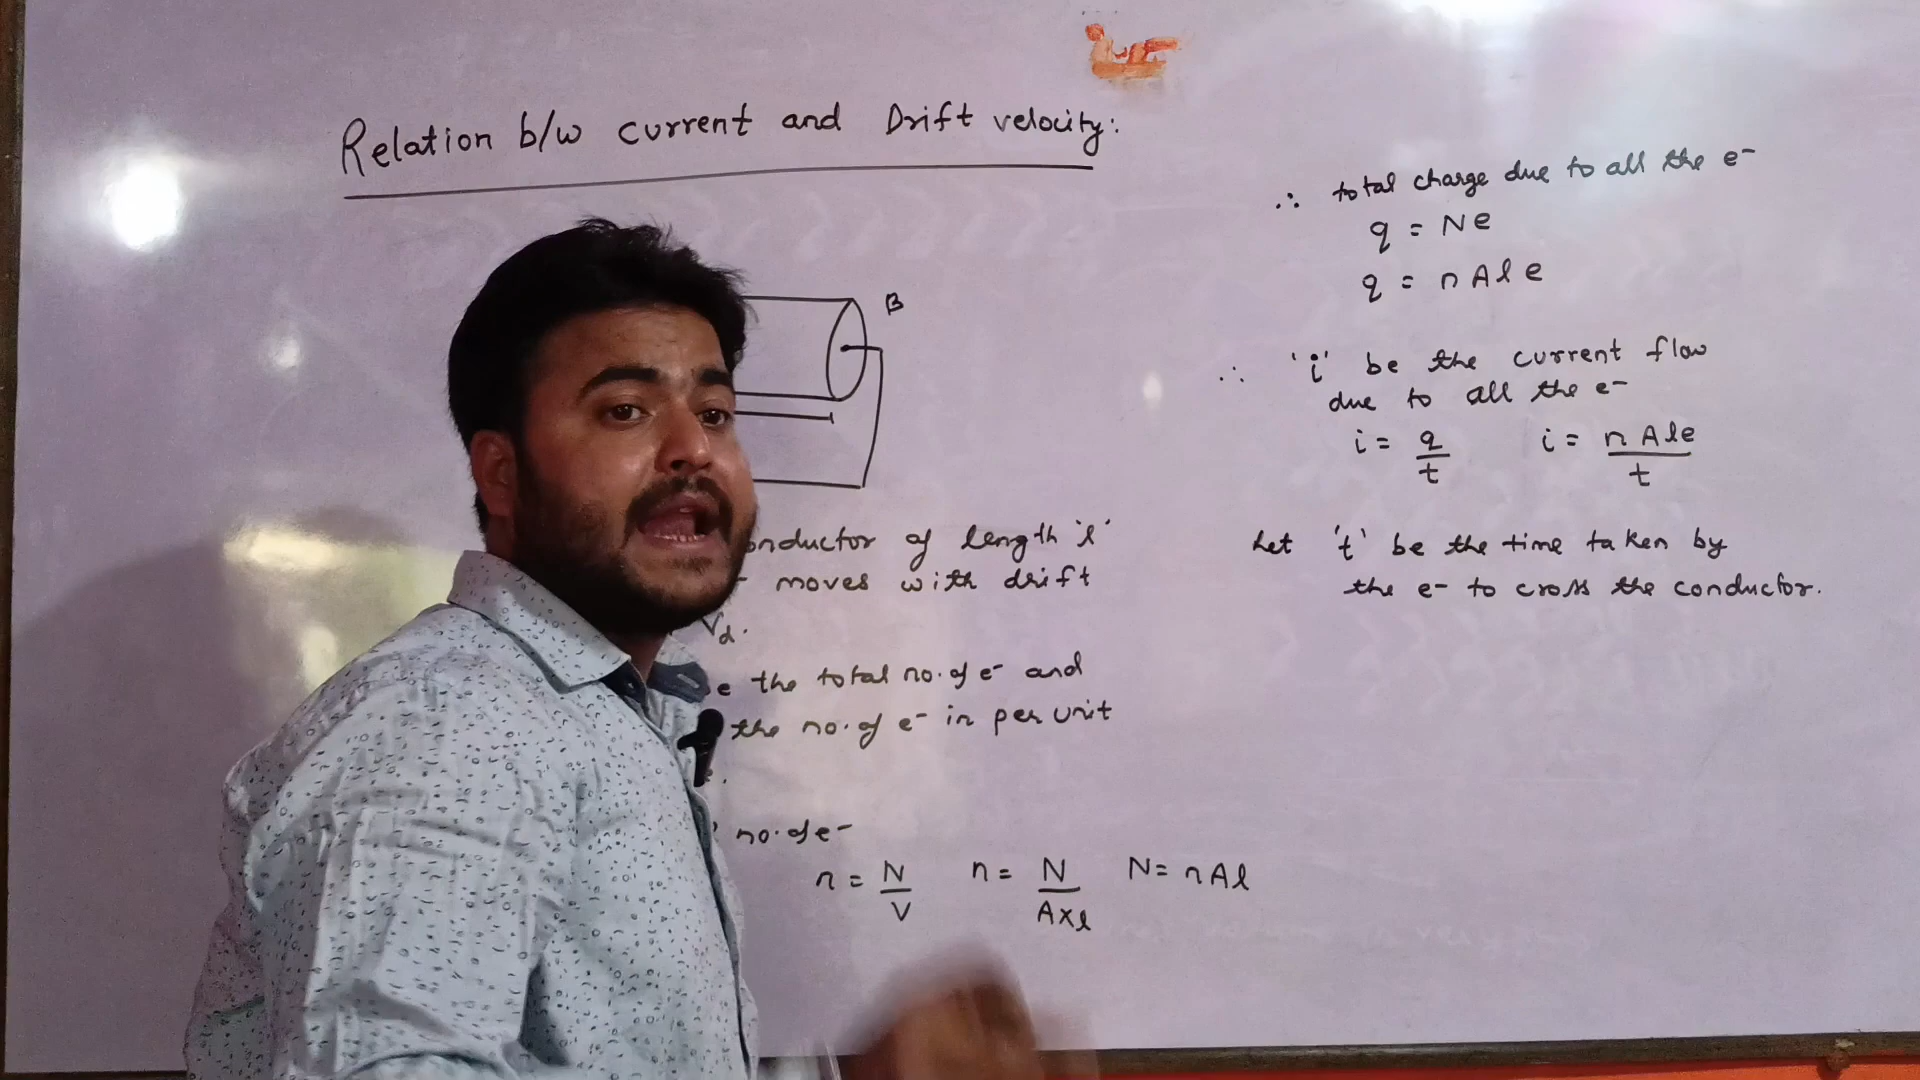 Relation b/w current and Drift velocity:
B
onductor of length 'l'
moves with drift
Vd.
e the total no. of e- and
the no. of e- in per unit
no. of e-
n = N/V n = N/A×l N = nAl
∴ total charge due to all the e-
q = Ne
q = nAle
∴ 'i' be the current flow
due to all the e-
i = q/t i = nAle/t
Let 't' be the time taken by
the e- to cross the conductor.